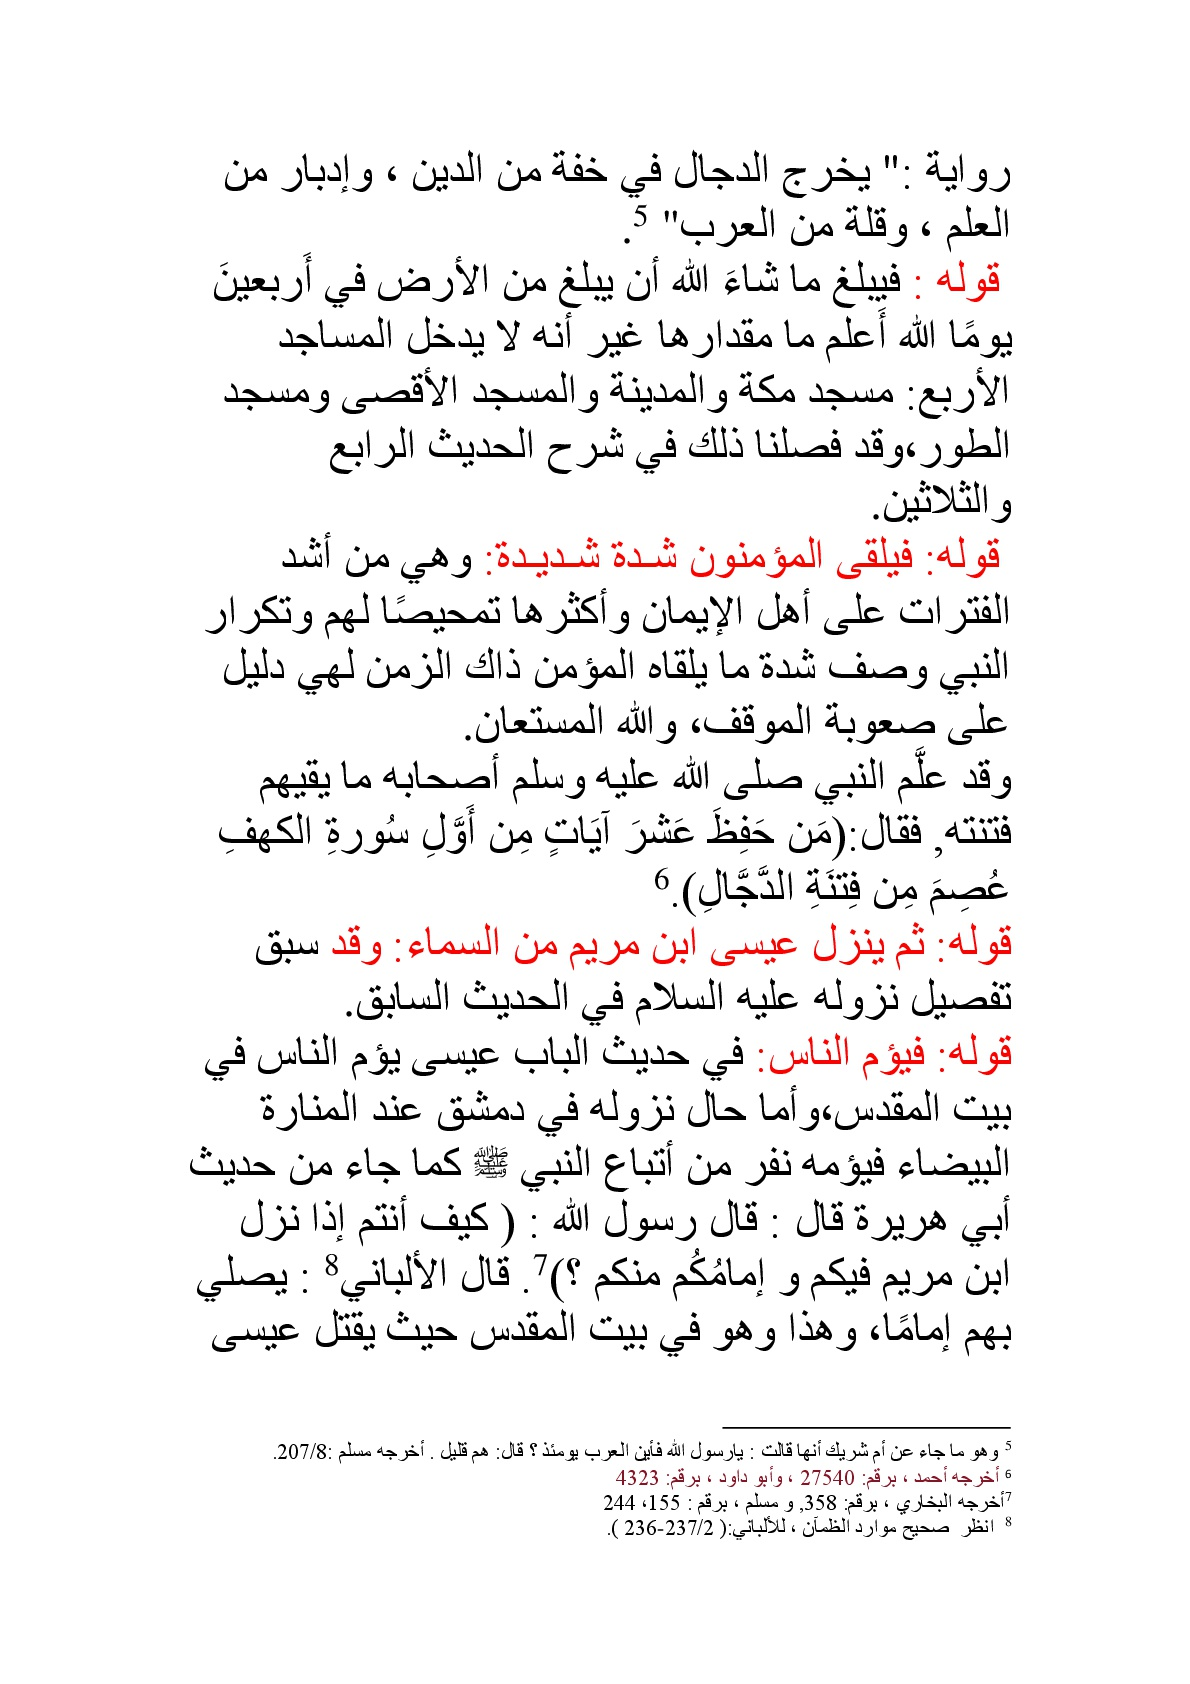 رواية :" يخرج الدجال في خفة من الدين ، وإدبار من
العلم ، وقلة من العرب" 5.
قوله : فيبلغ ما شاءَ الله أن يبلغ من الأرض في أَربعينَ
يومًا الله أَعلم ما مقدارها غير أنه لا يدخل المساجد
الأربع: مسجد مكة والمدينة والمسجد الأقصى ومسجد
الطور،وقد فصلنا ذلك في شرح الحديث الرابع
والثلاثين.
قوله: فيلقى المؤمنون شـدة شـديـدة: وهي من أشد
الفترات على أهل الإيمان وأكثرها تمحيصًا لهم وتكرار
النبي وصف شدة ما يلقاه المؤمن ذاك الزمن لهي دليل
على صعوبة الموقف، والله المستعان.
وقد علَّم النبي صلى الله عليه وسلم أصحابه ما يقيهم
فتنته, فقال:(مَن حَفِظَ عَشرَ آيَاتٍ مِن أَوَّلِ سُورةِ الكهفِ
عُصِمَ مِن فِتنَةِ الدَّجَّالِ).6
قوله: ثم ينزل عيسى ابن مريم من السماء: وقد سبق
تفصيل نزوله عليه السلام في الحديث السابق.
قوله: فيؤم الناس: في حديث الباب عيسى يؤم الناس في
بيت المقدس،وأما حال نزوله في دمشق عند المنارة
البيضاء فيؤمه نفر من أتباع النبي ﷺ كما جاء من حديث
أبي هريرة قال : قال رسول الله : ( كيف أنتم إذا نزل
ابن مريم فيكم و إمامُكُم منكم ؟)7. قال الألباني8 : يصلي
بهم إمامًا، وهذا وهو في بيت المقدس حيث يقتل عيسى
5 وهو ما جاء عن أم شريك أنها قالت : يارسول الله فأين العرب يومئذ ؟ قال: هم قليل . أخرجه مسلم :207/8.
6 أخرجه أحمد ، برقم: 27540 ، وأبو داود ، برقم: 4323
7أخرجه البخاري ، برقم: 358, و مسلم ، برقم : 155، 244
8 انظر صحيح موارد الظمآن ، للألباني:( 237/2-236 ).